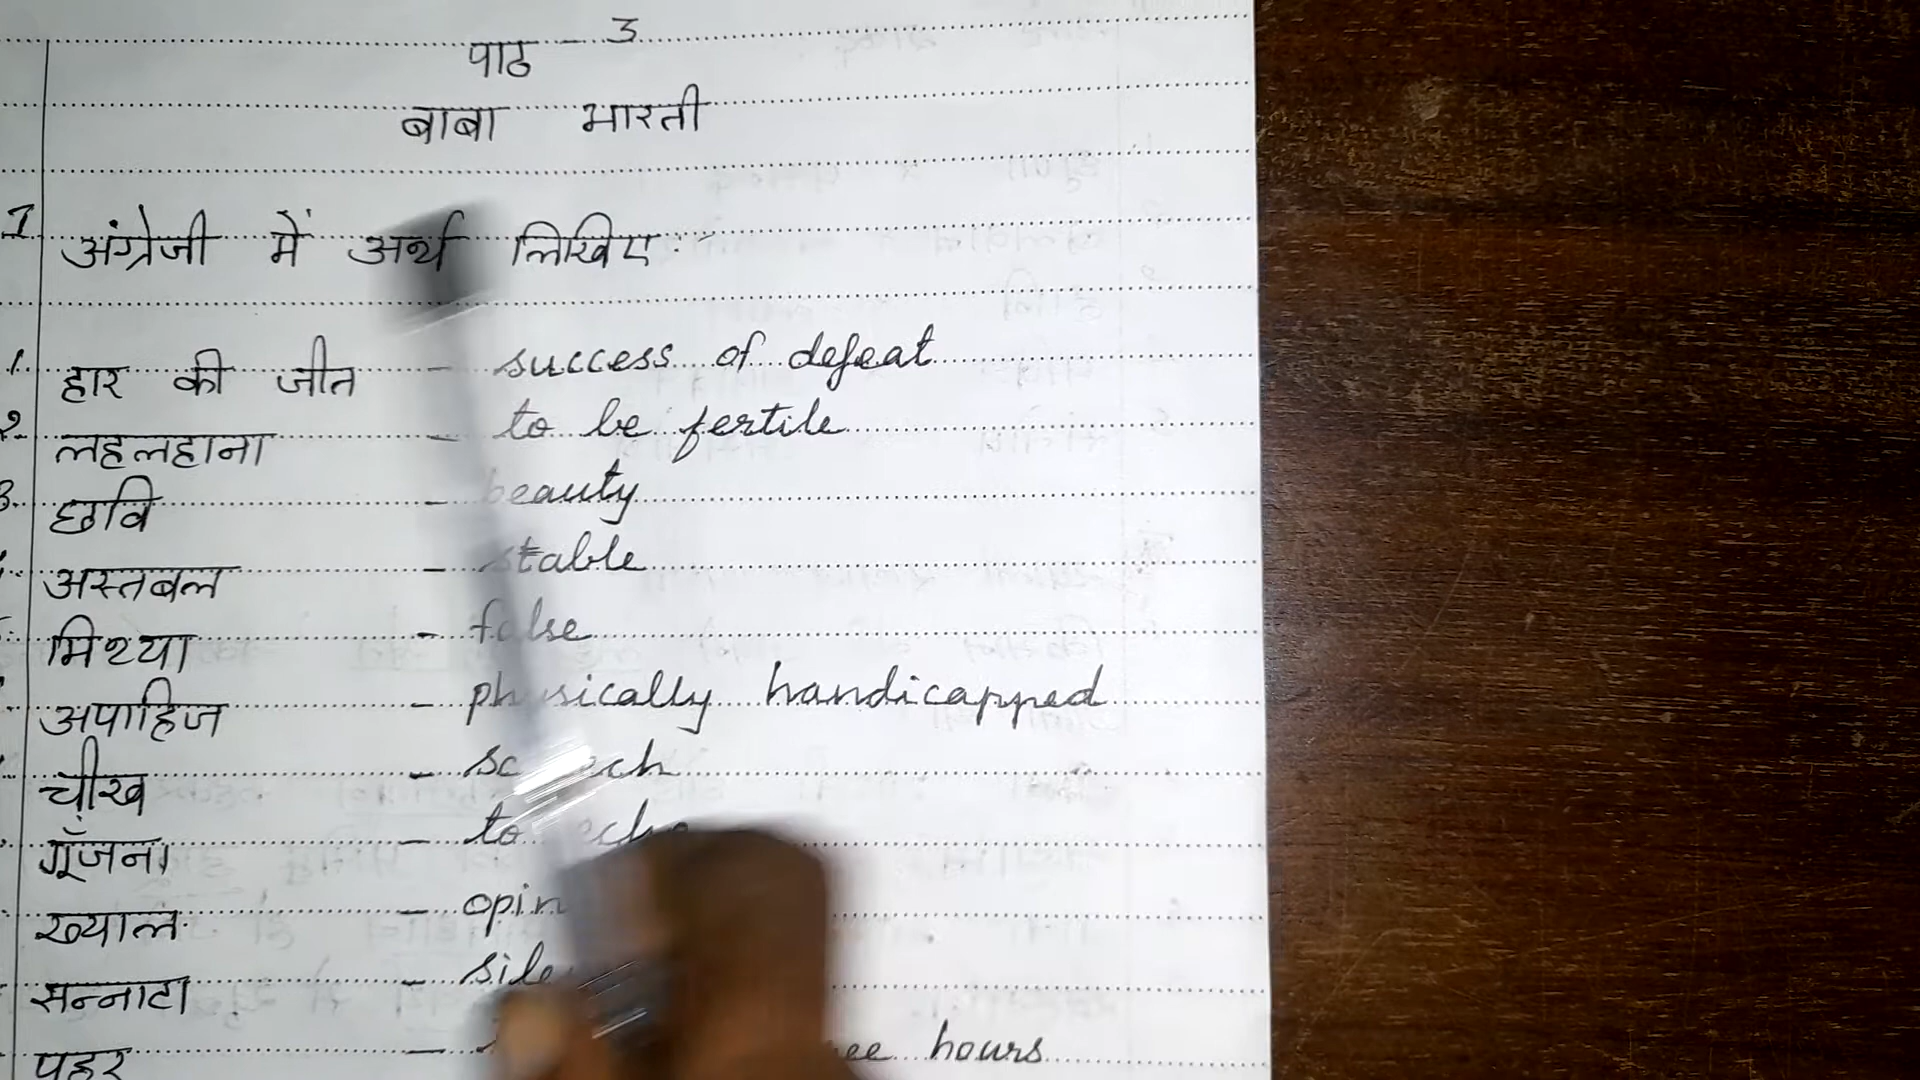 पाठ - 3
बाबा भारती
I अंग्रेजी में अर्थ लिखिए :-
1. हार की जीत - success of defeat
2. लहलहाना - to be fertile
3. छवि - beauty
अस्तबल - stable
मिथ्या - false
अपाहिज - physically handicapped
चीख -
गूँजना - to
ख्याल -
सन्नाटा -
पहर - hours